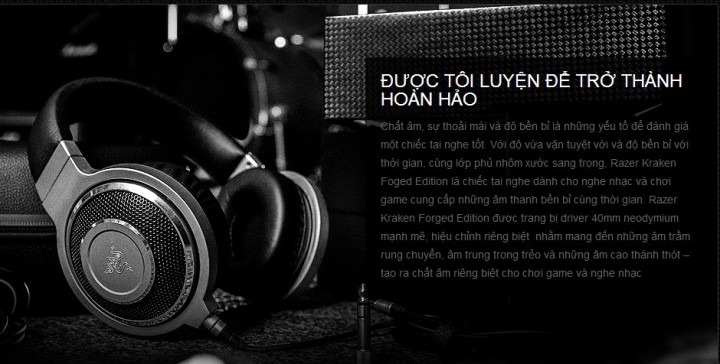 ĐƯỢC TÔI LUYỆN ĐỂ TRỞ THÀNH
HOÀN HẢO
Chất âm, sự thoải mái và độ bền bỉ là những yếu tố để đánh giá
một chiếc tai nghe tốt. Với độ vừa vặn tuyệt vời và độ bền bỉ với
thời gian, cùng lớp phủ nhôm xước sang trọng, Razer Kraken
Foged Edition là chiếc tai nghe dành cho nghe nhạc và chơi
game cung cấp những âm thanh bền bỉ cùng thời gian. Razer
Kraken Forged Edition được trang bị driver 40mm neodymium
mạnh mẽ, hiệu chỉnh riêng biệt nhằm mang đến những âm trầm
rung chuyển, âm trung trong trẻo và những âm cao thánh thót –
tạo ra chất âm riêng biệt cho chơi game và nghe nhạc